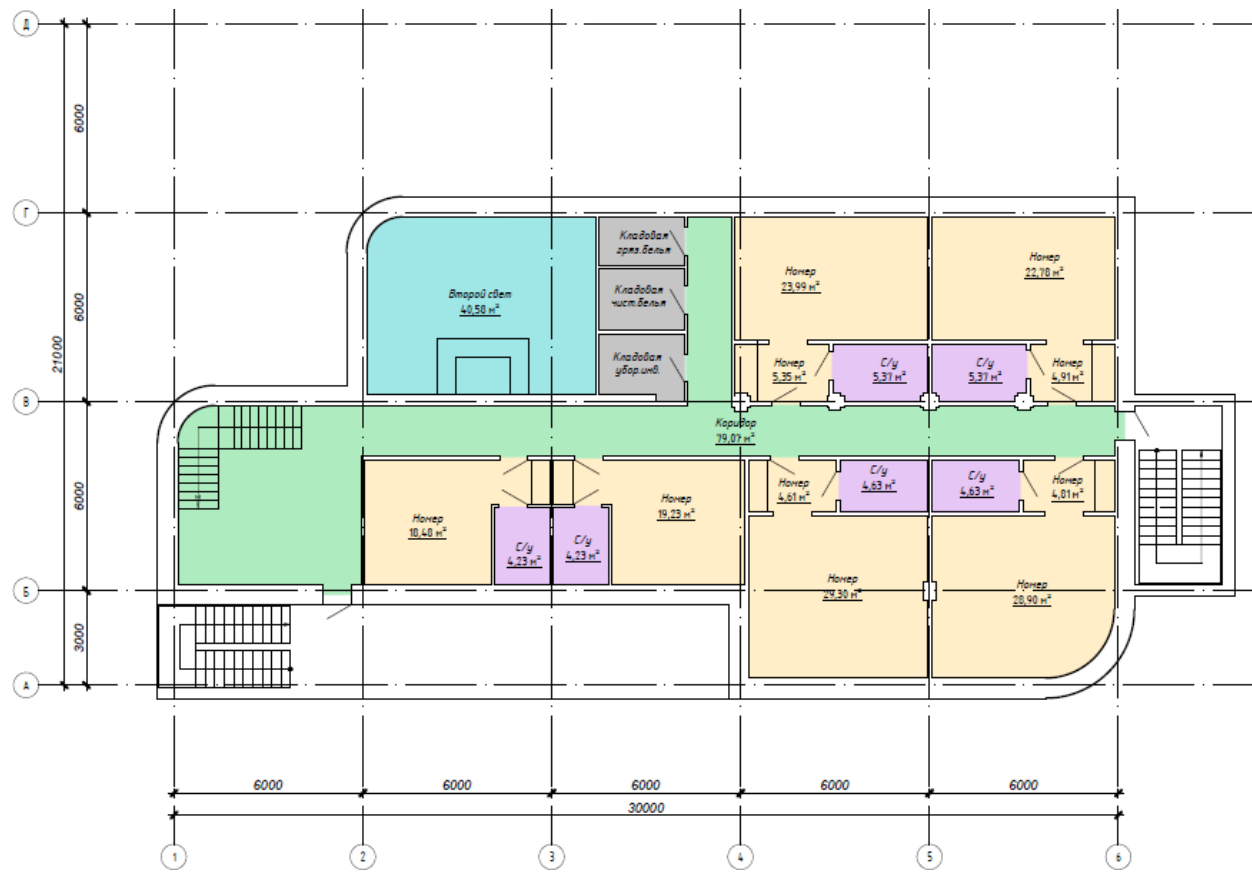 Д
6000
Г
Кладовая
гряз.белья
Номер
23,99 м²
Номер
22,78 м²
Второй свет
40,58 м²
Кладовая
чист.белья
6000
21000
Кладовая
убор.инв.
Номер
5,35 м²
С/у
5,37 м²
С/у
5,37 м²
Номер
4,91 м²
В
Коридор
79,07 м²
6000
Номер
4,61 м²
С/у
4,63 м²
С/у
4,63 м²
Номер
4,01 м²
Номер
18,48 м²
Номер
19,23 м²
С/у
4,23 м²
С/у
4,23 м²
Б
Номер
29,30 м²
Номер
28,90 м²
3000
А
6000
6000
6000
6000
6000
30000
1
2
3
4
5
6